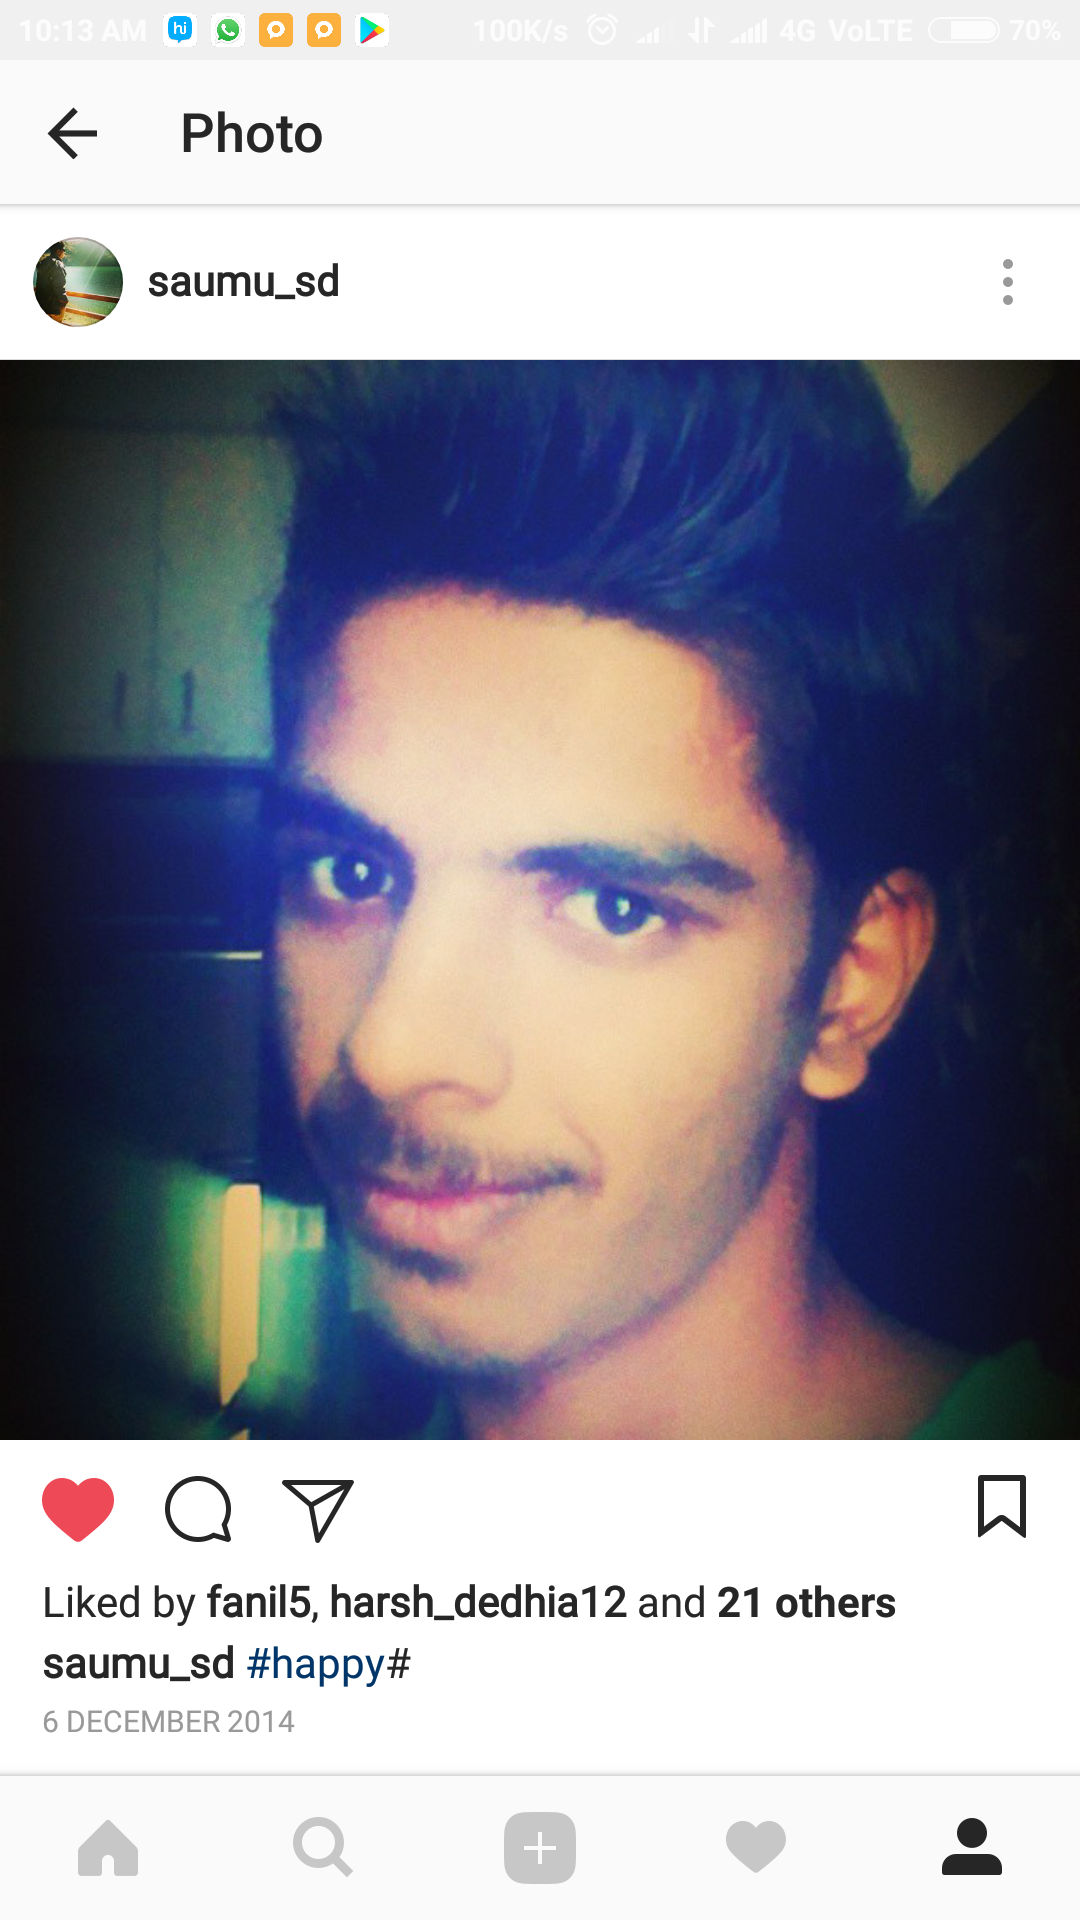 10:13 AM hi 100K/s 4G VoLTE 70%
Photo
saumu_sd
Liked by fanil5, harsh_dedhia12 and 21 others
saumu_sd #happy#
6 DECEMBER 2014